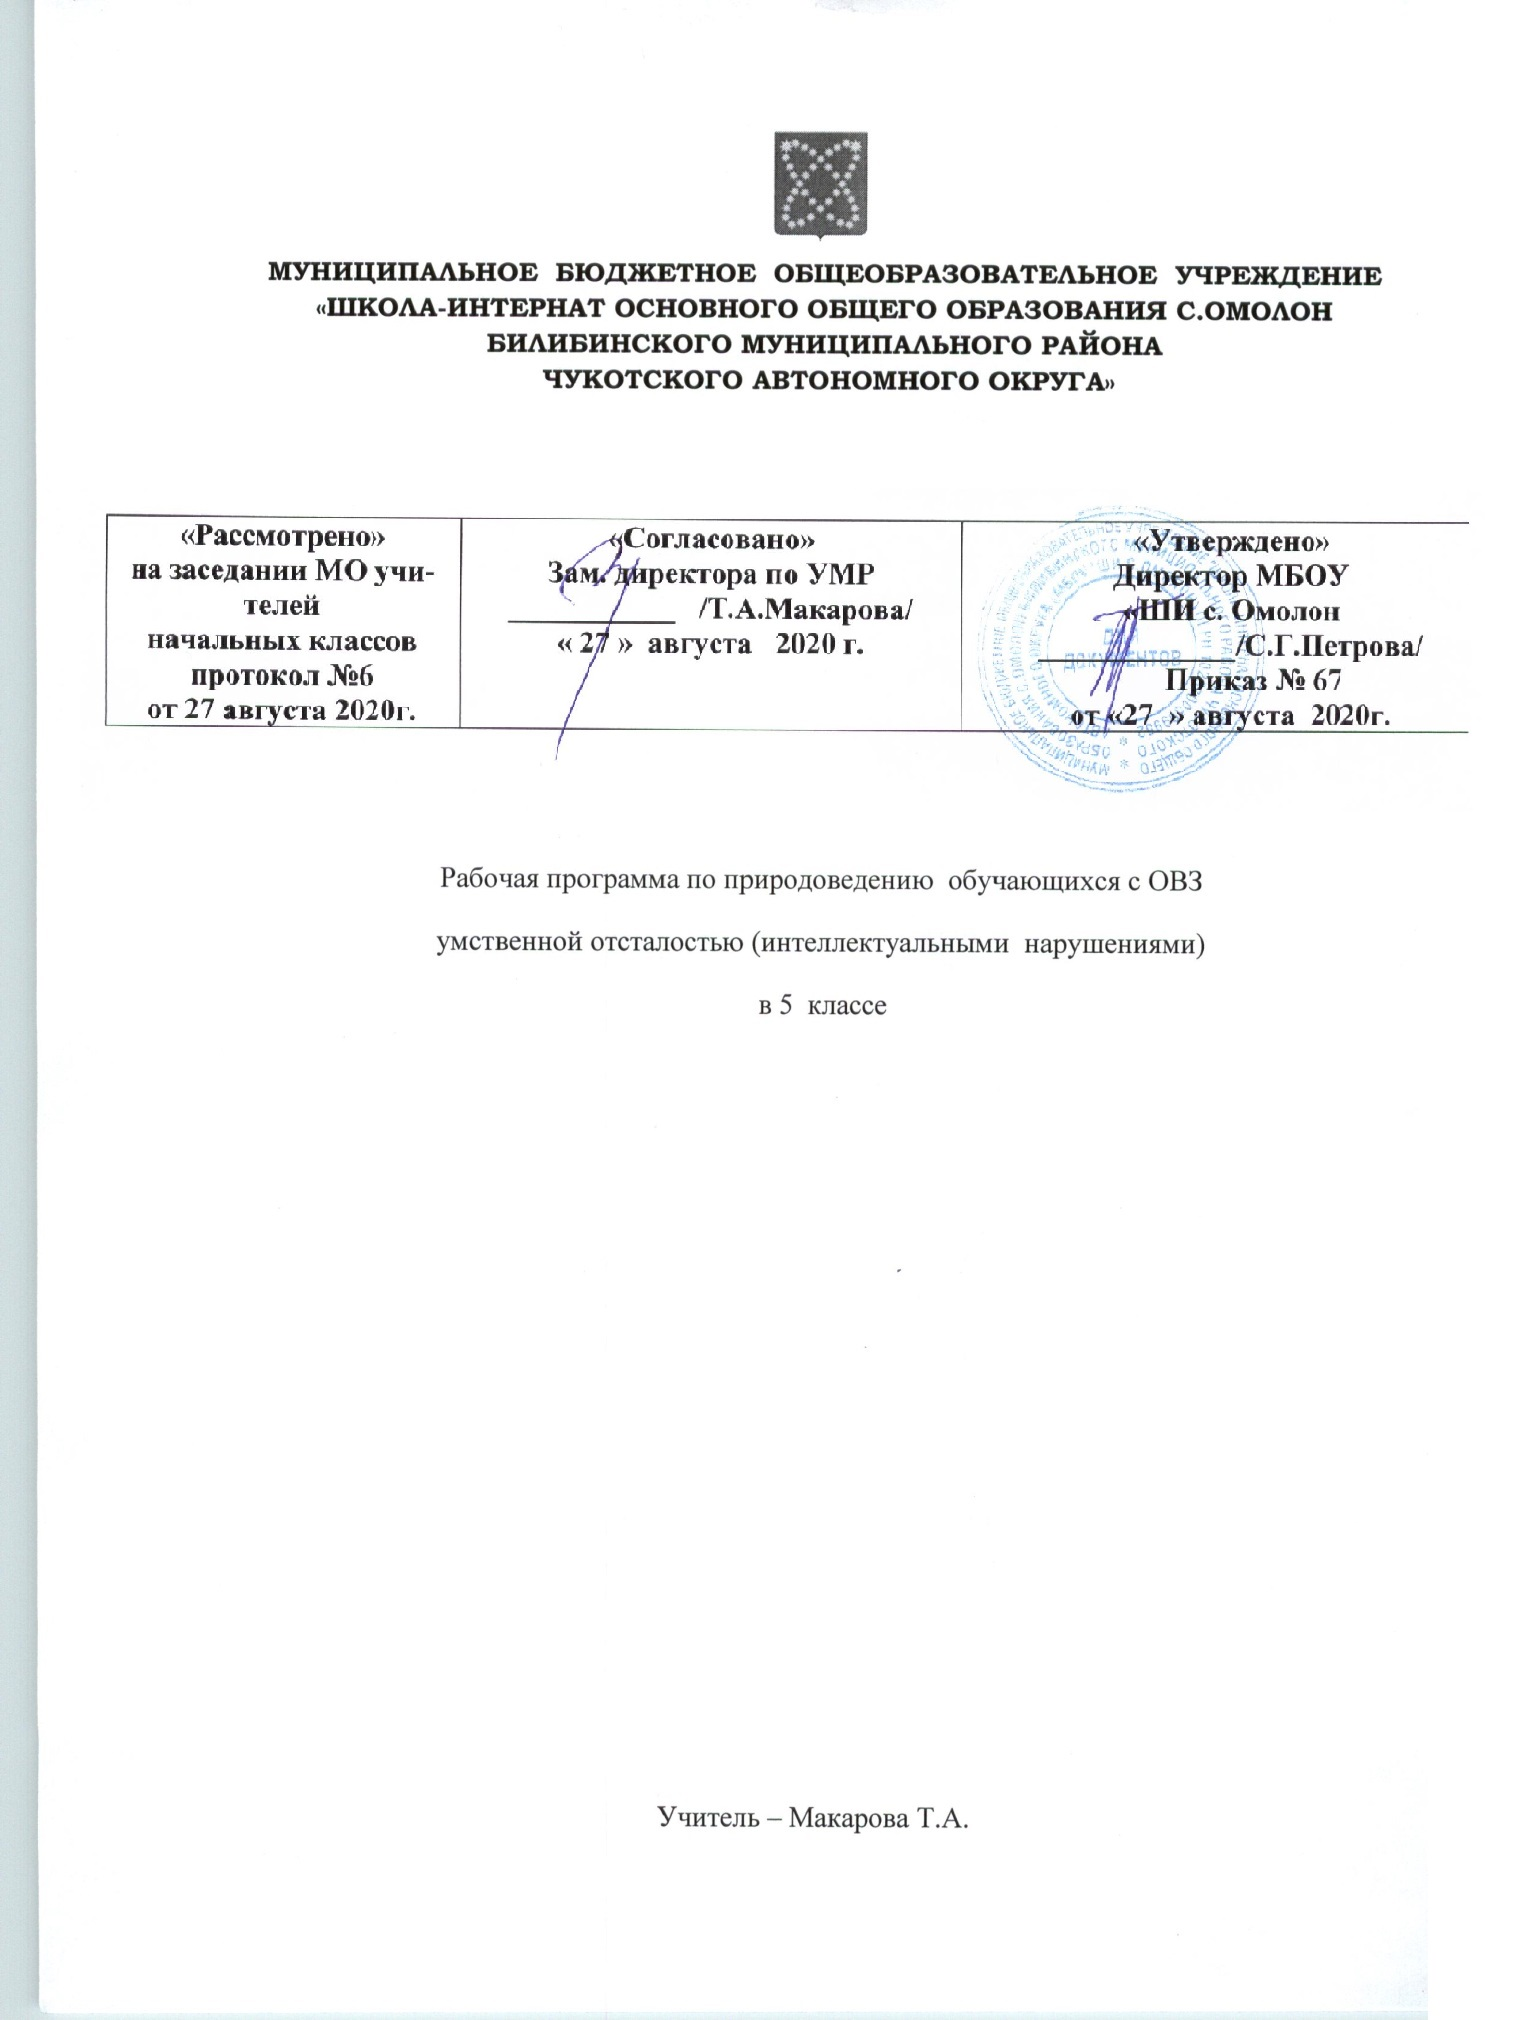 МУНИЦИПАЛЬНОЕ БЮДЖЕТНОЕ ОБЩЕОБРАЗОВАТЕЛЬНОЕ УЧРЕЖДЕНИЕ
«ШКОЛА-ИНТЕРНАТ ОСНОВНОГО ОБЩЕГО ОБРАЗОВАНИЯ С.ОМОЛОН
БИЛИБИНСКОГО МУНИЦИПАЛЬНОГО РАЙОНА
ЧУКОТСКОГО АВТОНОМНОГО ОКРУГА»
«Рассмотрено»
на заседании МО учи-
телей
начальных классов
протокол №6
от 27 августа 2020г.
«Согласовано»
Зам. директора по УМР
____________ /Т.А.Макарова/
« 27 » августа 2020 г.
«Утверждено»
Директор МБОУ
«ШИ с. Омолон
______________/С.Г.Петрова/
Приказ № 67
от «27 » августа 2020г.
ДОКУМЕНТОВ
Рабочая программа по природоведению обучающихся с ОВЗ
умственной отсталостью (интеллектуальными нарушениями)
в 5 классе
Учитель – Макарова Т.А.